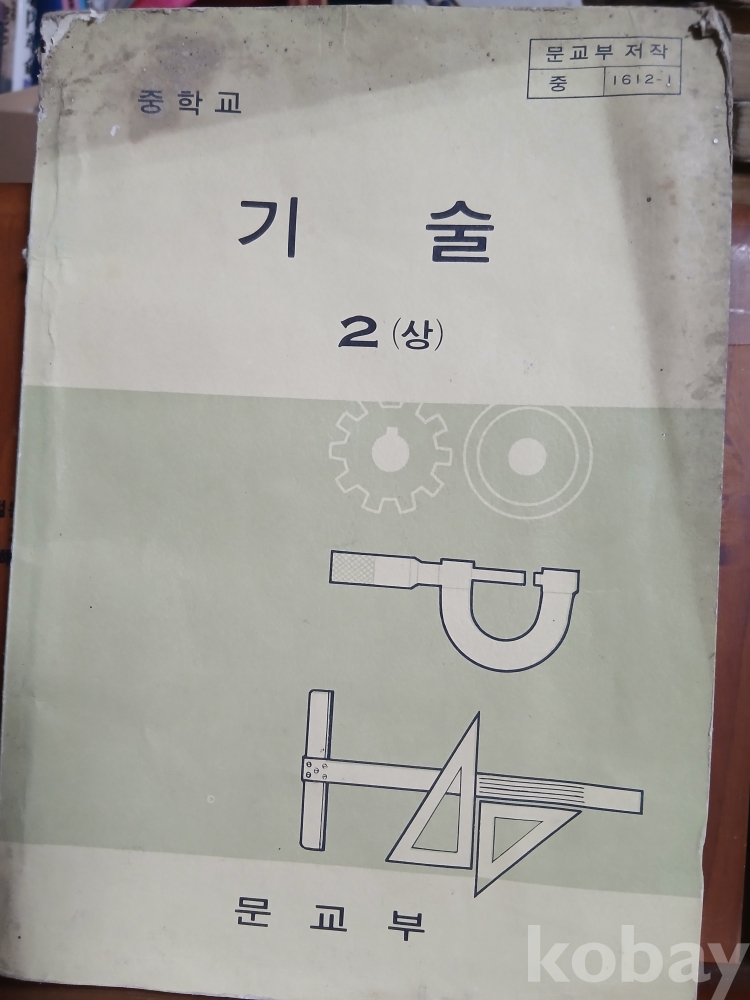 문교부 저작
중 1612-1
중학교
기 술
2 (상)
문 교 부
kobay